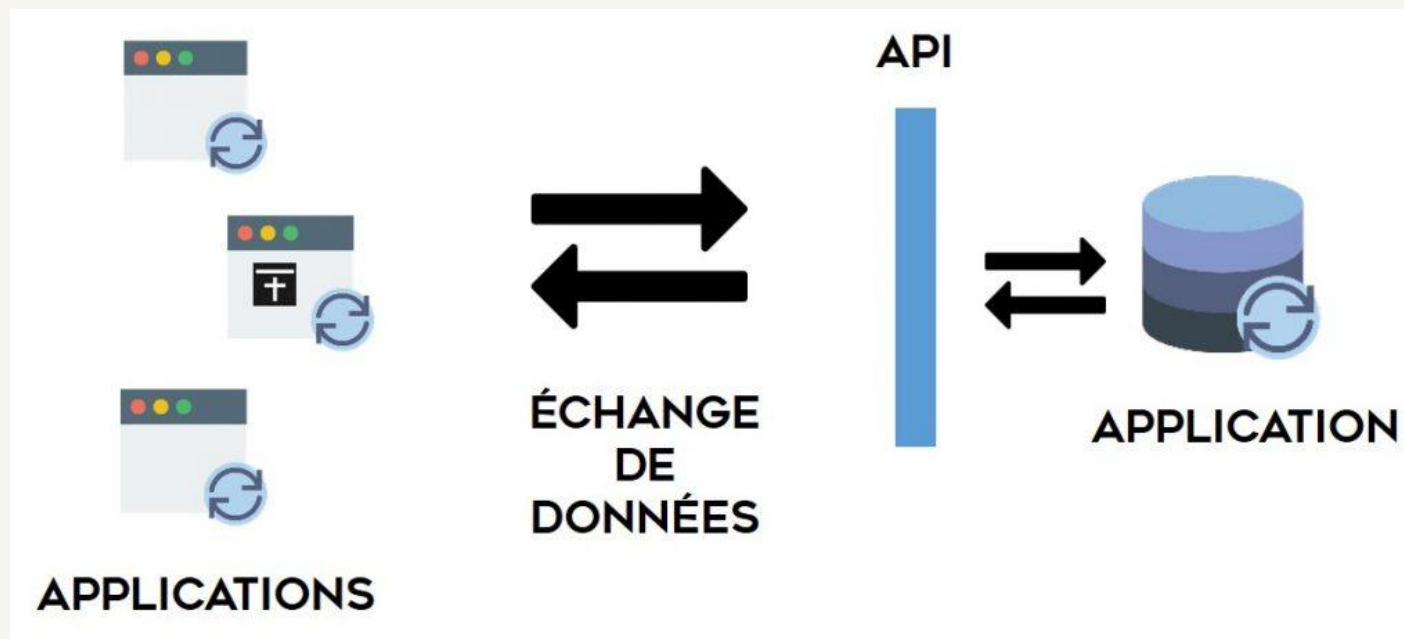 API
ÉCHANGE
DE
DONNÉES
APPLICATION
APPLICATIONS